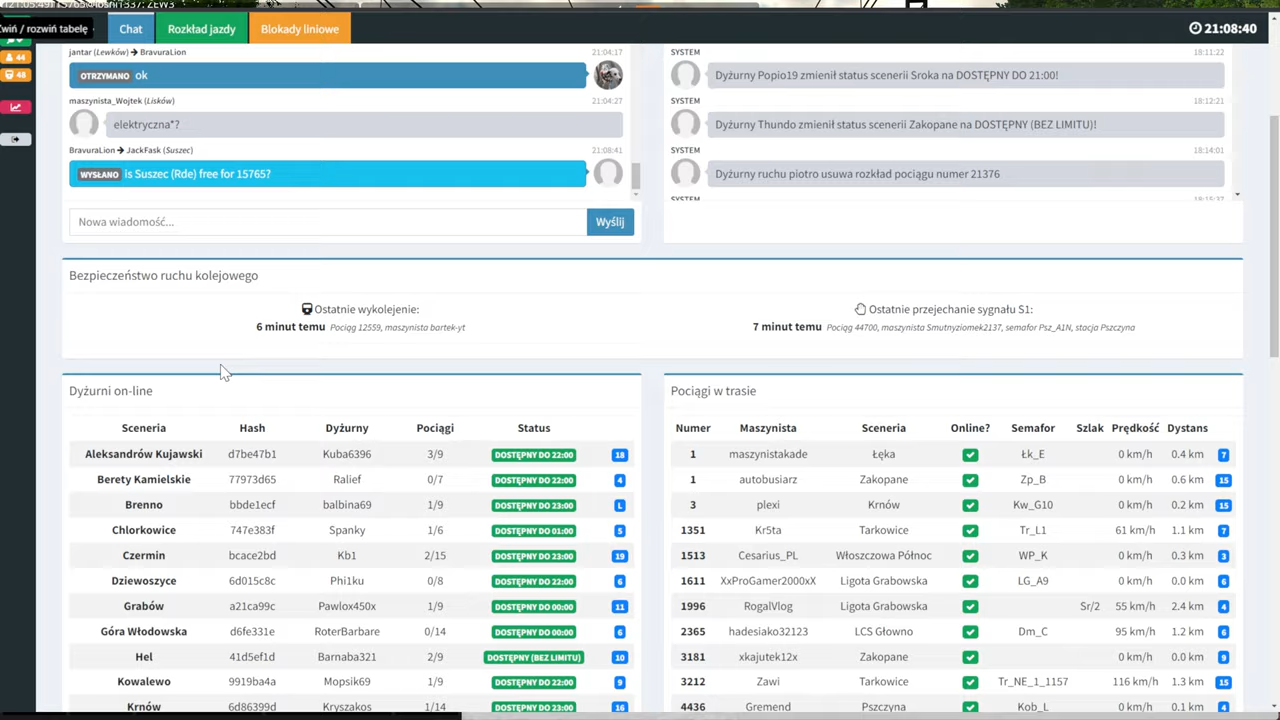 Zwiń / rozwiń tabelę
Chat
Rozkład jazdy
Blokady liniowe
21:08:40
44
46
jantar (Lewków) → BravuraLion 21:04:17
OTRZYMANO ok
maszynista_Wojtek (Lisków) 21:04:27
elektryczna*?
BravuraLion → JackFask (Suszec) 21:08:41
WYSŁANO is Suszec (Rde) free for 15765?
Nowa wiadomość...
Wyślij
SYSTEM 18:11:22
Dyżurny Popio19 zmienił status scenerii Sroka na DOSTĘPNY DO 21:00!
SYSTEM 18:12:21
Dyżurny Thundo zmienił status scenerii Zakopane na DOSTĘPNY (BEZ LIMITU)!
SYSTEM 18:14:01
Dyżurny ruchu piotro usuwa rozkład pociągu numer 21376
SYSTEM 18:15:37
Bezpieczeństwo ruchu kolejowego
Ostatnie wykolejenie:
6 minut temu Pociąg 12559, maszynista bartek-yt
Ostatnie przejechanie sygnału S1:
7 minut temu Pociąg 44700, maszynista Smutnyziomek2137, semafor Psz_A1N, stacja Pszczyna
Dyżurni on-line
Sceneria Hash Dyżurny Pociągi Status
Aleksandrów Kujawski d7be47b1 Kuba6396 3/9 DOSTĘPNY DO 22:00 18
Berety Kamielskie 77973d65 Ralief 0/7 DOSTĘPNY DO 22:00 4
Brenno bbde1ecf balbina69 1/9 DOSTĘPNY DO 23:00 L
Chlorkowice 747e383f Spanky 1/6 DOSTĘPNY DO 01:00 5
Czermin bcace2bd Kb1 2/15 DOSTĘPNY DO 23:00 19
Dziewoszyce 6d015c8c Phi1ku 0/8 DOSTĘPNY DO 22:00 6
Grabów a21ca99c Pawlox450x 1/9 DOSTĘPNY DO 00:00 11
Góra Włodowska d6fe331e RoterBarbare 0/14 DOSTĘPNY DO 00:00 6
Hel 41d5ef1d Barnaba321 2/9 DOSTĘPNY (BEZ LIMITU) 10
Kowalewo 9919ba4a Mopsik69 1/9 DOSTĘPNY DO 22:00 9
Krnów 6d86399d Kryszakos 1/14 DOSTĘPNY DO 23:00 16
Pociągi w trasie
Numer Maszynista Sceneria Online? Semafor Szlak Prędkość Dystans
1 maszynistakade Łęka Łk_E 0 km/h 0.4 km 7
1 autobusiarz Zakopane Zp_B 0 km/h 0.6 km 15
3 plexi Krnów Kw_G10 0 km/h 0.2 km 15
1351 Kr5ta Tarkowice Tr_L1 61 km/h 1.1 km 7
1513 Cesarius_PL Włoszczowa Północ WP_K 0 km/h 0.3 km 3
1611 XxProGamer2000xX Ligota Grabowska LG_A9 0 km/h 0.0 km 6
1996 RogalVlog Ligota Grabowska Sr/2 55 km/h 2.4 km 4
2365 hadesiako32123 LCS Głowno Dm_C 95 km/h 1.2 km 6
3181 xkajutek12x Zakopane 0 km/h 0.0 km 9
3212 Zawi Tarkowice Tr_NE_1_1157 116 km/h 1.3 km 15
4436 Gremend Pszczyna Kob_L 0 km/h 0.1 km 4